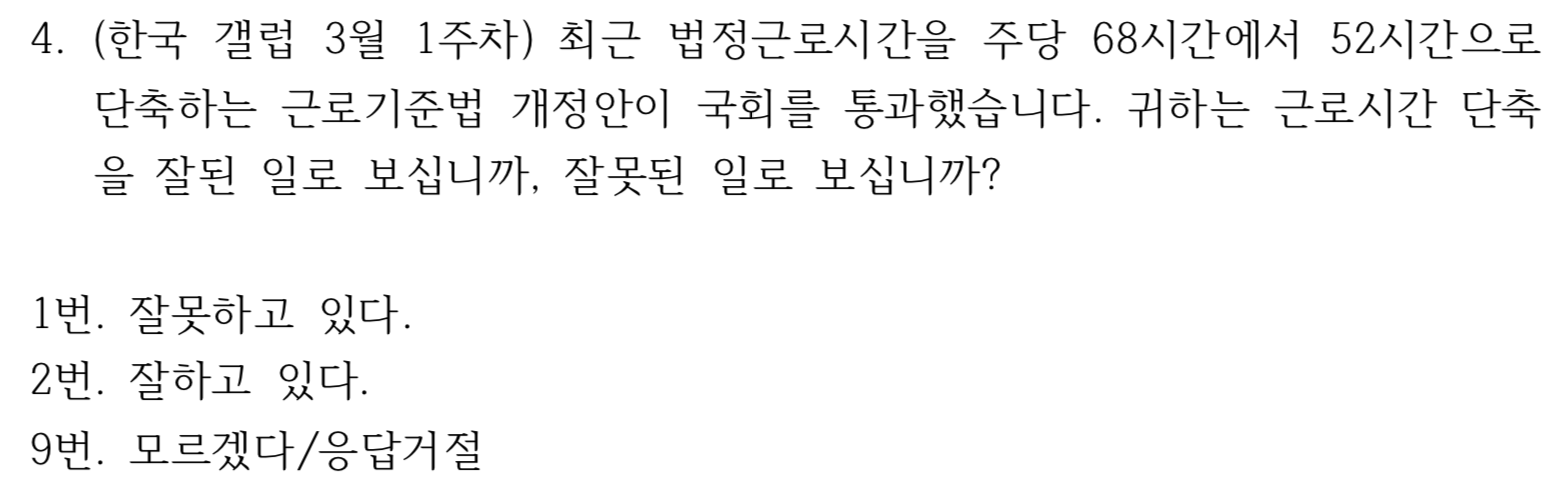 4. (한국 갤럽 3월 1주차) 최근 법정근로시간을 주당 68시간에서 52시간으로
단축하는 근로기준법 개정안이 국회를 통과했습니다. 귀하는 근로시간 단축
을 잘된 일로 보십니까, 잘못된 일로 보십니까?
1번. 잘못하고 있다.
2번. 잘하고 있다.
9번. 모르겠다/응답거절